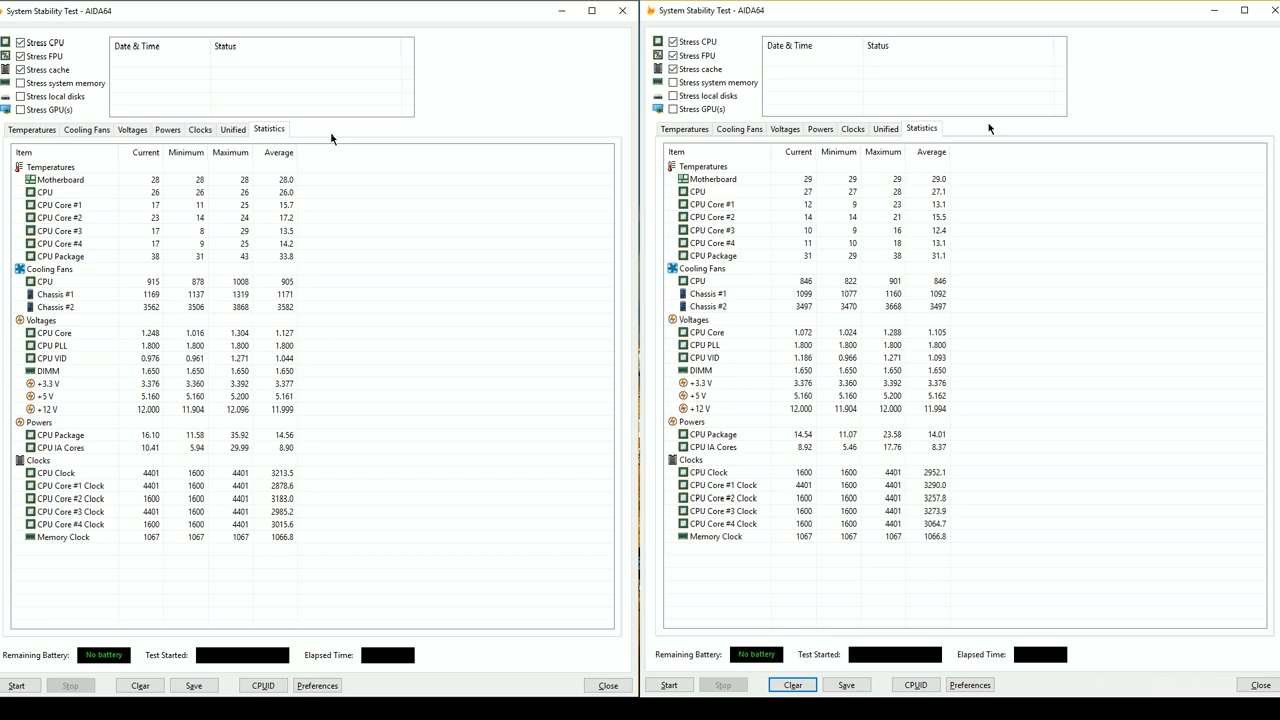 System Stability Test - AIDA64
Stress CPU
Stress FPU
Stress cache
Stress system memory
Stress local disks
Stress GPU(s)
Date & Time Status
Temperatures Cooling Fans Voltages Powers Clocks Unified Statistics
Item Current Minimum Maximum Average
Temperatures
Motherboard 28 28 28 28.0
CPU 26 26 26 26.0
CPU Core #1 17 11 25 15.7
CPU Core #2 23 14 24 17.2
CPU Core #3 17 8 29 13.5
CPU Core #4 17 9 25 14.2
CPU Package 38 31 43 33.8
Cooling Fans
CPU 915 878 1008 905
Chassis #1 1169 1137 1319 1171
Chassis #2 3562 3506 3868 3582
Voltages
CPU Core 1.248 1.016 1.304 1.127
CPU PLL 1.800 1.800 1.800 1.800
CPU VID 0.976 0.961 1.271 1.044
DIMM 1.650 1.650 1.650 1.650
+3.3 V 3.376 3.360 3.392 3.377
+5 V 5.160 5.160 5.200 5.161
+12 V 12.000 11.904 12.096 11.999
Powers
CPU Package 16.10 11.58 35.92 14.56
CPU IA Cores 10.41 5.94 29.99 8.90
Clocks
CPU Clock 4401 1600 4401 3213.5
CPU Core #1 Clock 4401 1600 4401 2878.6
CPU Core #2 Clock 1600 1600 4401 3183.0
CPU Core #3 Clock 4401 1600 4401 2985.2
CPU Core #4 Clock 1600 1600 4401 3015.6
Memory Clock 1067 1067 1067 1066.8
Remaining Battery: No battery Test Started: Elapsed Time:
Start Stop Clear Save CPUID Preferences Close
System Stability Test - AIDA64
Stress CPU
Stress FPU
Stress cache
Stress system memory
Stress local disks
Stress GPU(s)
Date & Time Status
Temperatures Cooling Fans Voltages Powers Clocks Unified Statistics
Item Current Minimum Maximum Average
Temperatures
Motherboard 29 29 29 29.0
CPU 27 27 28 27.1
CPU Core #1 12 9 23 13.1
CPU Core #2 14 14 21 15.5
CPU Core #3 10 9 16 12.4
CPU Core #4 11 10 18 13.1
CPU Package 31 29 38 31.1
Cooling Fans
CPU 846 822 901 846
Chassis #1 1099 1077 1160 1092
Chassis #2 3497 3470 3668 3497
Voltages
CPU Core 1.072 1.024 1.288 1.105
CPU PLL 1.800 1.800 1.800 1.800
CPU VID 1.186 0.966 1.271 1.093
DIMM 1.650 1.650 1.650 1.650
+3.3 V 3.376 3.360 3.392 3.376
+5 V 5.160 5.160 5.200 5.162
+12 V 12.000 11.904 12.000 11.994
Powers
CPU Package 14.54 11.07 23.58 14.01
CPU IA Cores 8.92 5.46 17.76 8.37
Clocks
CPU Clock 1600 1600 4401 2952.1
CPU Core #1 Clock 4401 1600 4401 3290.0
CPU Core #2 Clock 1600 1600 4401 3257.8
CPU Core #3 Clock 1600 1600 4401 3273.9
CPU Core #4 Clock 1600 1600 4401 3064.7
Memory Clock 1067 1067 1067 1066.8
Remaining Battery: No battery Test Started: Elapsed Time:
Start Stop Clear Save CPUID Preferences Close